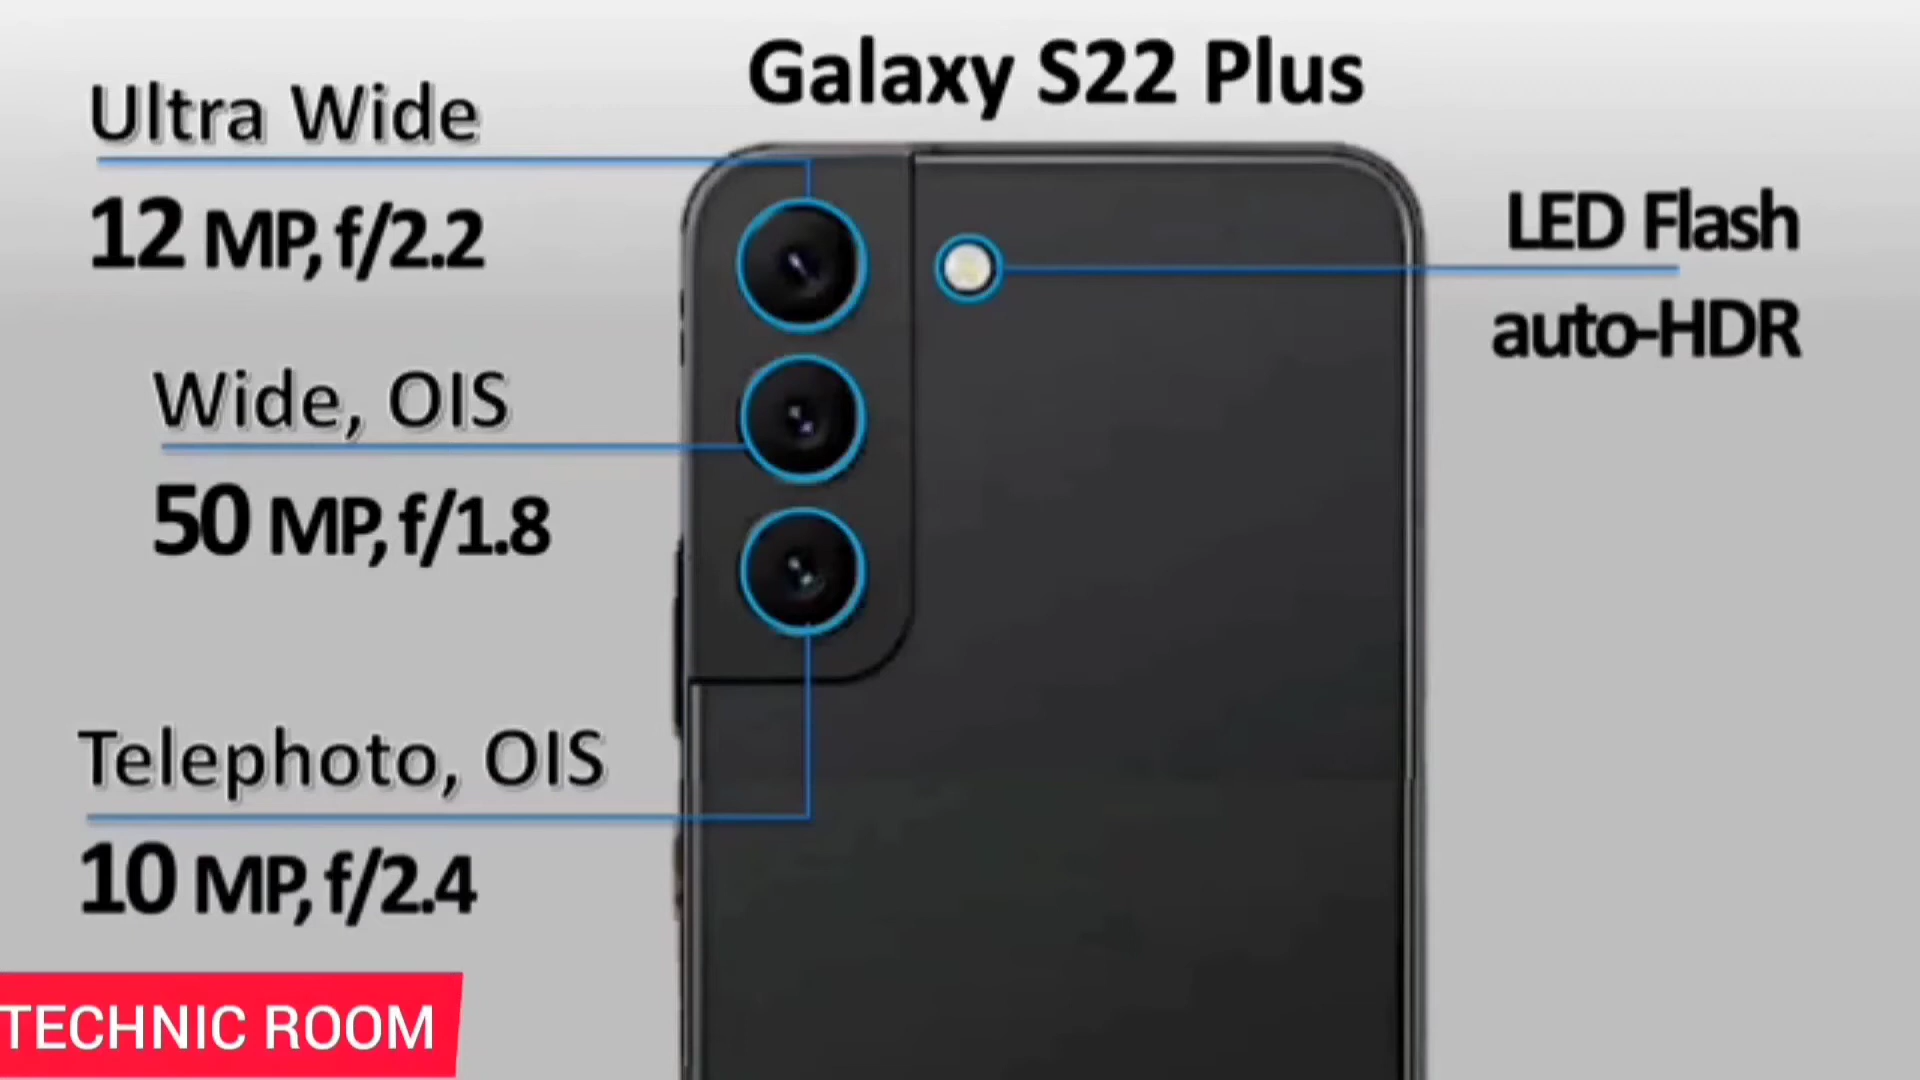 Galaxy S22 Plus
Ultra Wide
12 MP, f/2.2
Wide, OIS
50 MP, f/1.8
Telephoto, OIS
10 MP, f/2.4
LED Flash
auto-HDR
TECHNIC ROOM